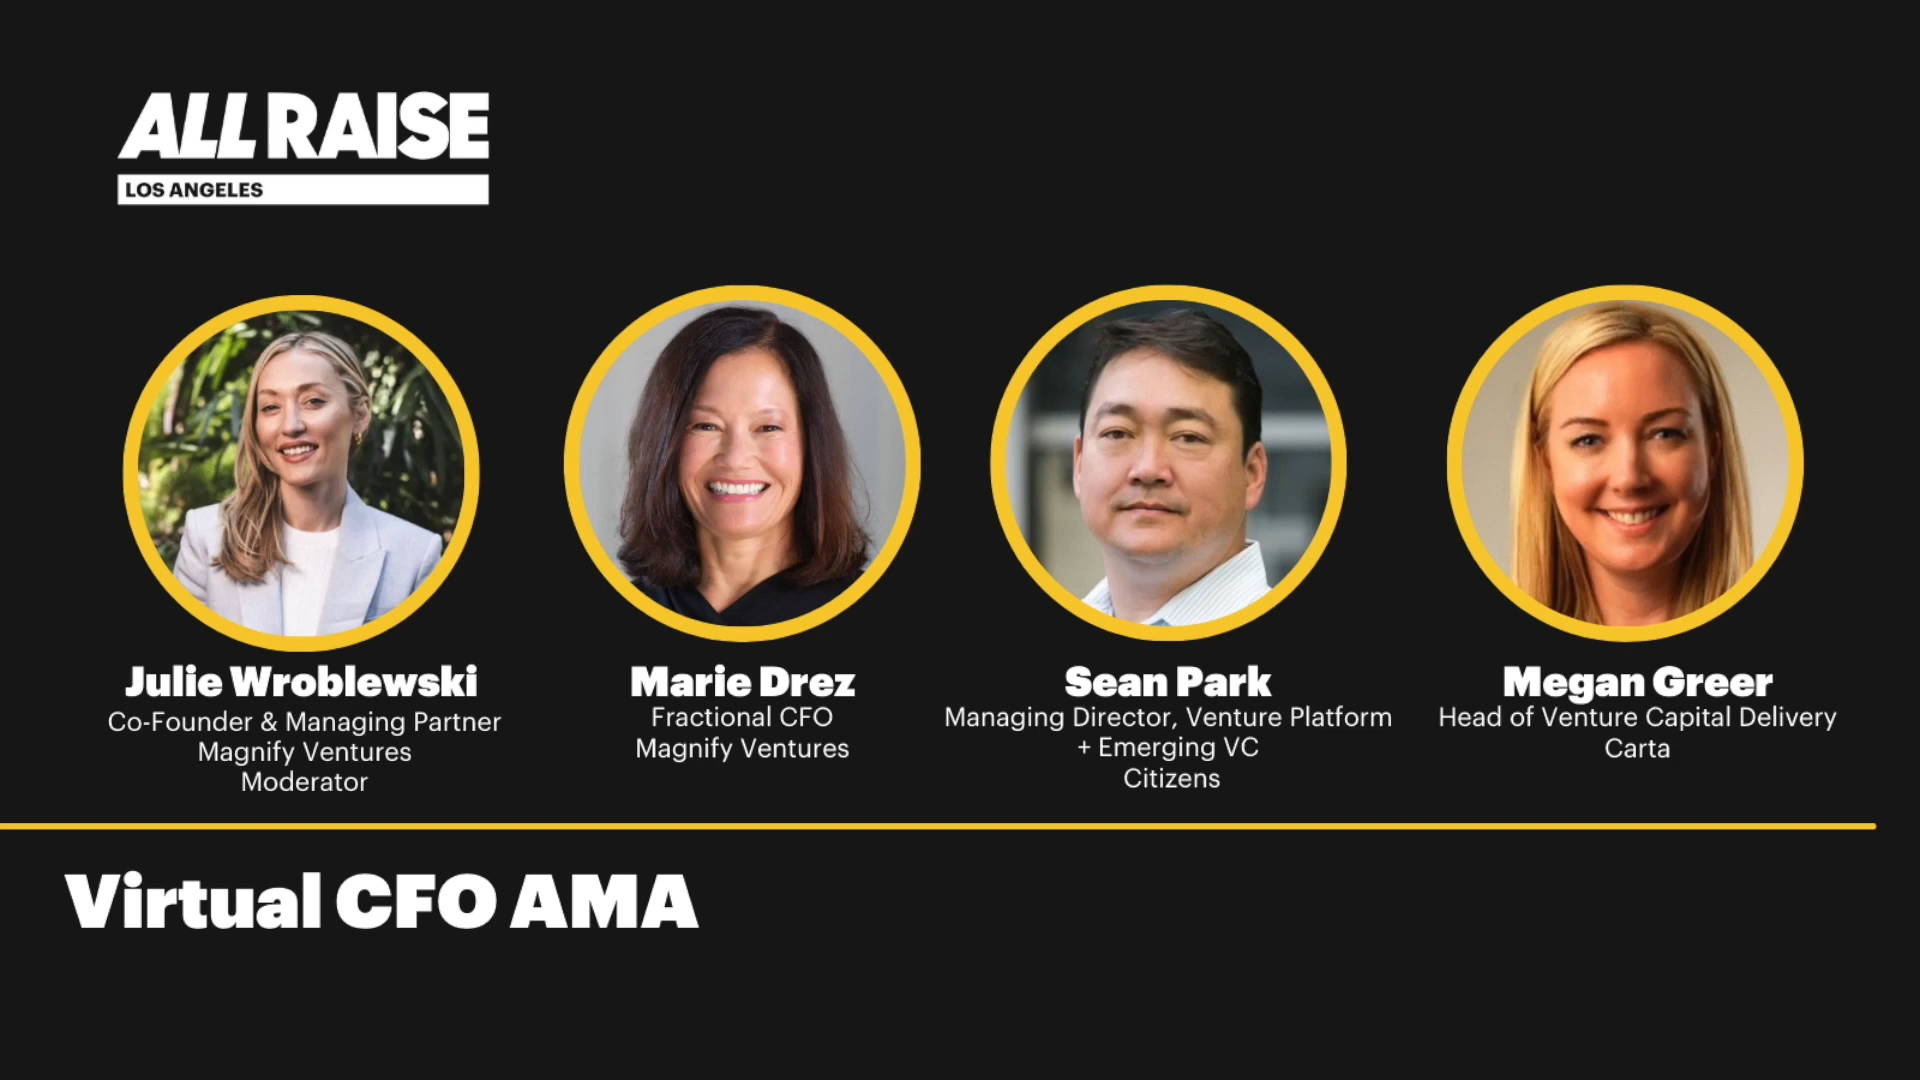 ALL RAISE
LOS ANGELES
Julie Wroblewski
Co-Founder & Managing Partner
Magnify Ventures
Moderator
Marie Drez
Fractional CFO
Magnify Ventures
Sean Park
Managing Director, Venture Platform
+ Emerging VC
Citizens
Megan Greer
Head of Venture Capital Delivery
Carta
Virtual CFO AMA